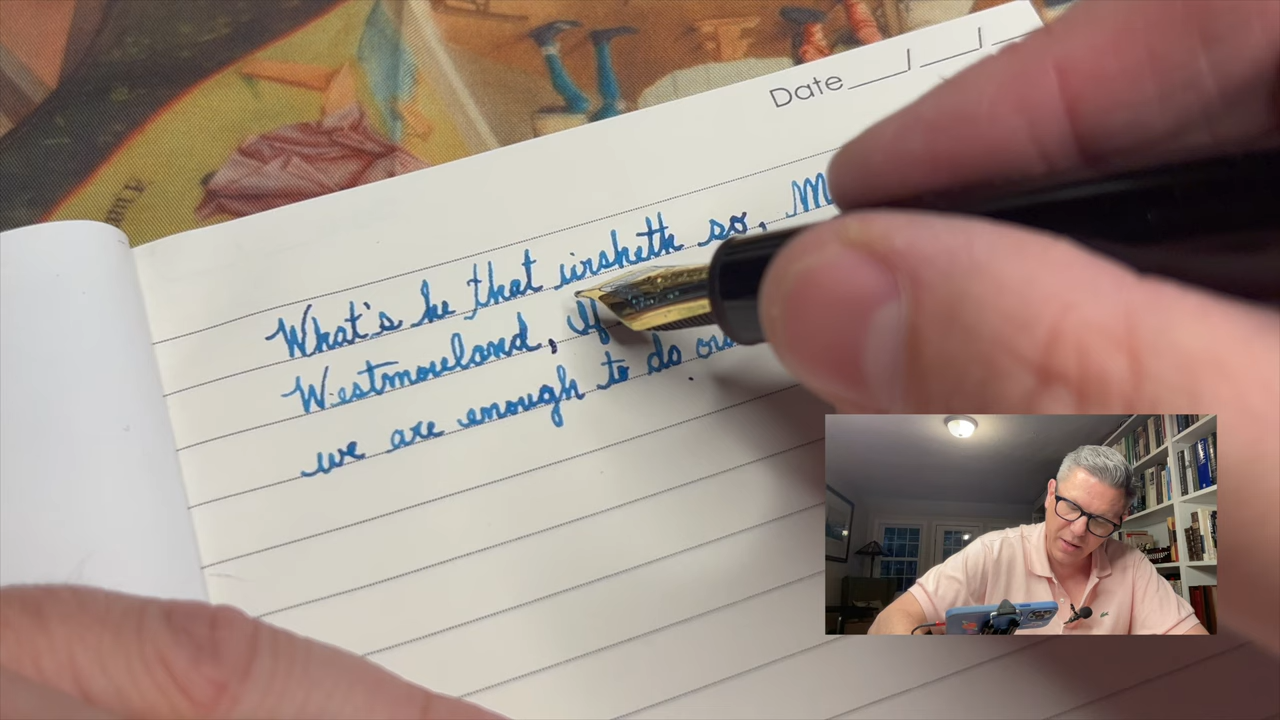 Date
What's he that wisheth so, M
Westmoreland, if
we are enough to do